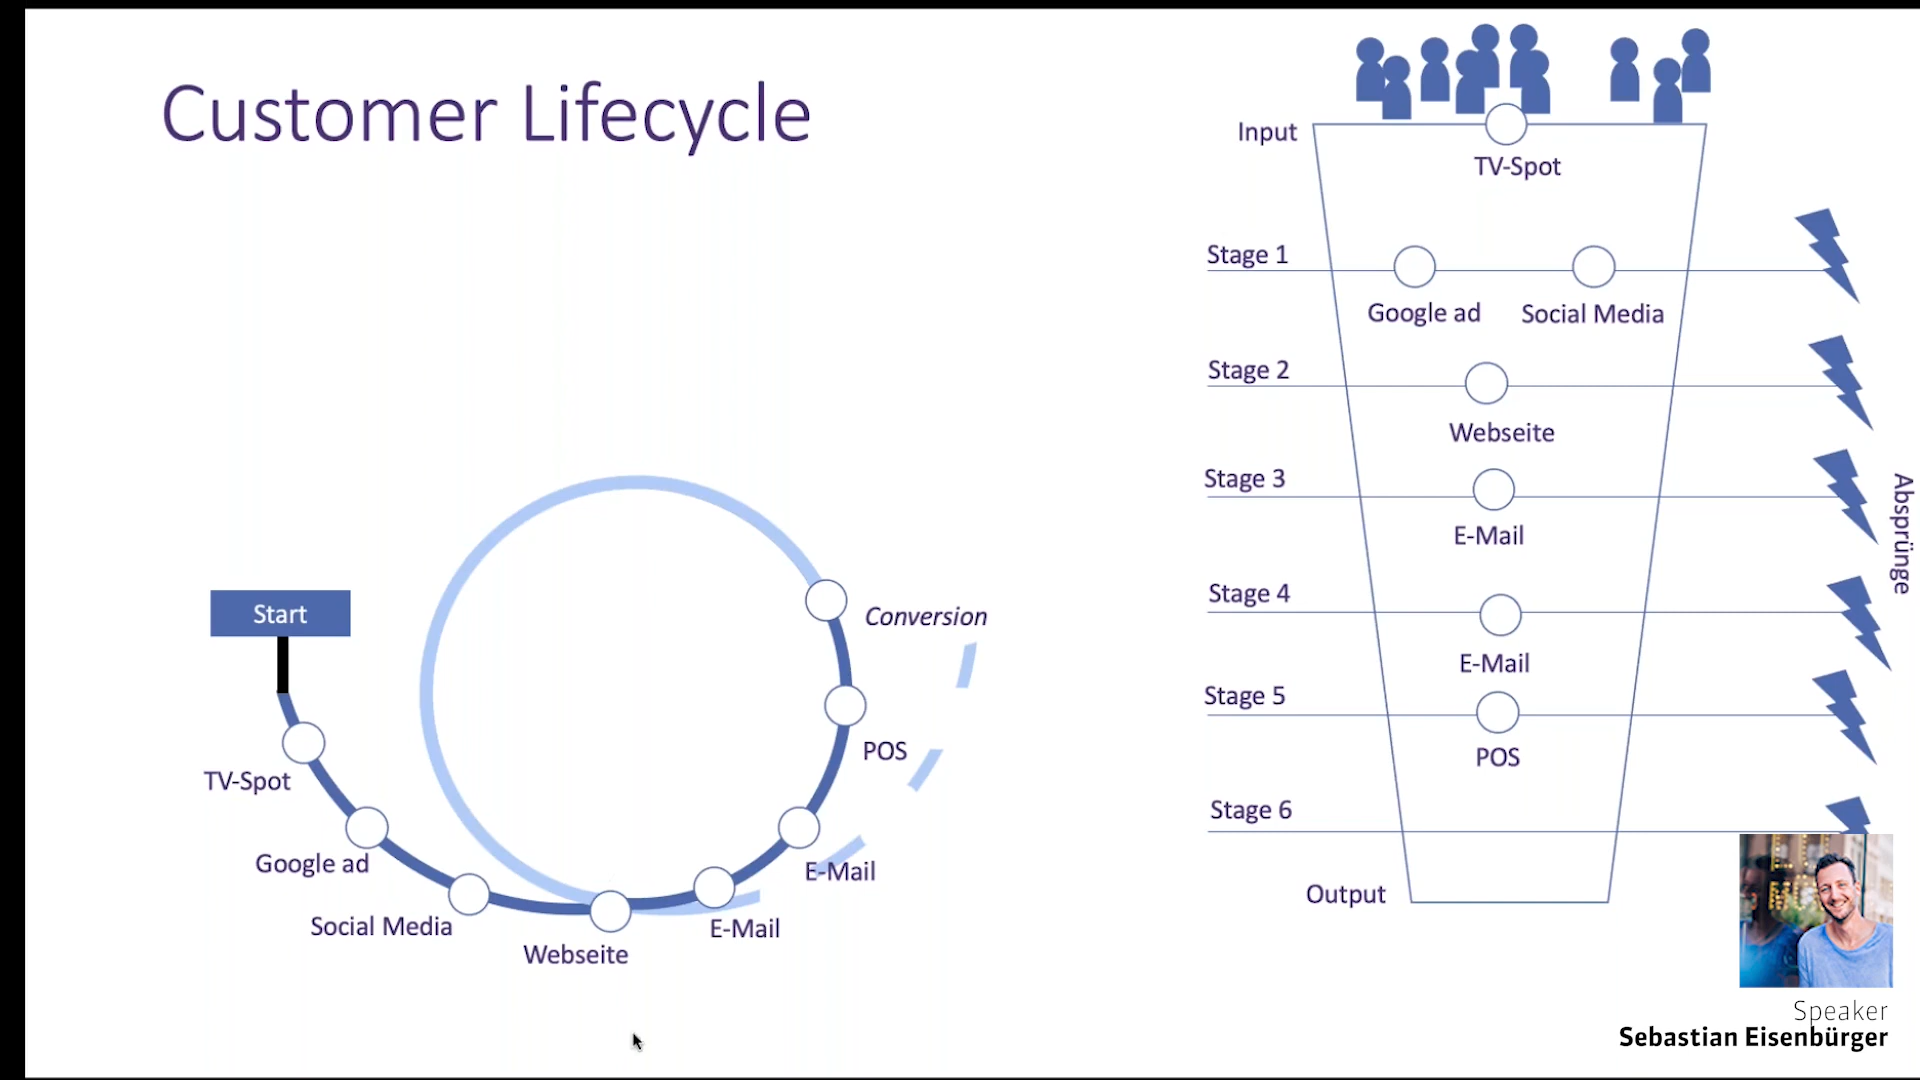 Customer Lifecycle
Start
TV-Spot
Google ad
Social Media
Webseite
E-Mail
E-Mail
POS
Conversion
Input
TV-Spot
Stage 1
Google ad Social Media
Stage 2
Webseite
Stage 3
E-Mail
Stage 4
E-Mail
Stage 5
POS
Stage 6
Output
Absprünge
Speaker
Sebastian Eisenbürger